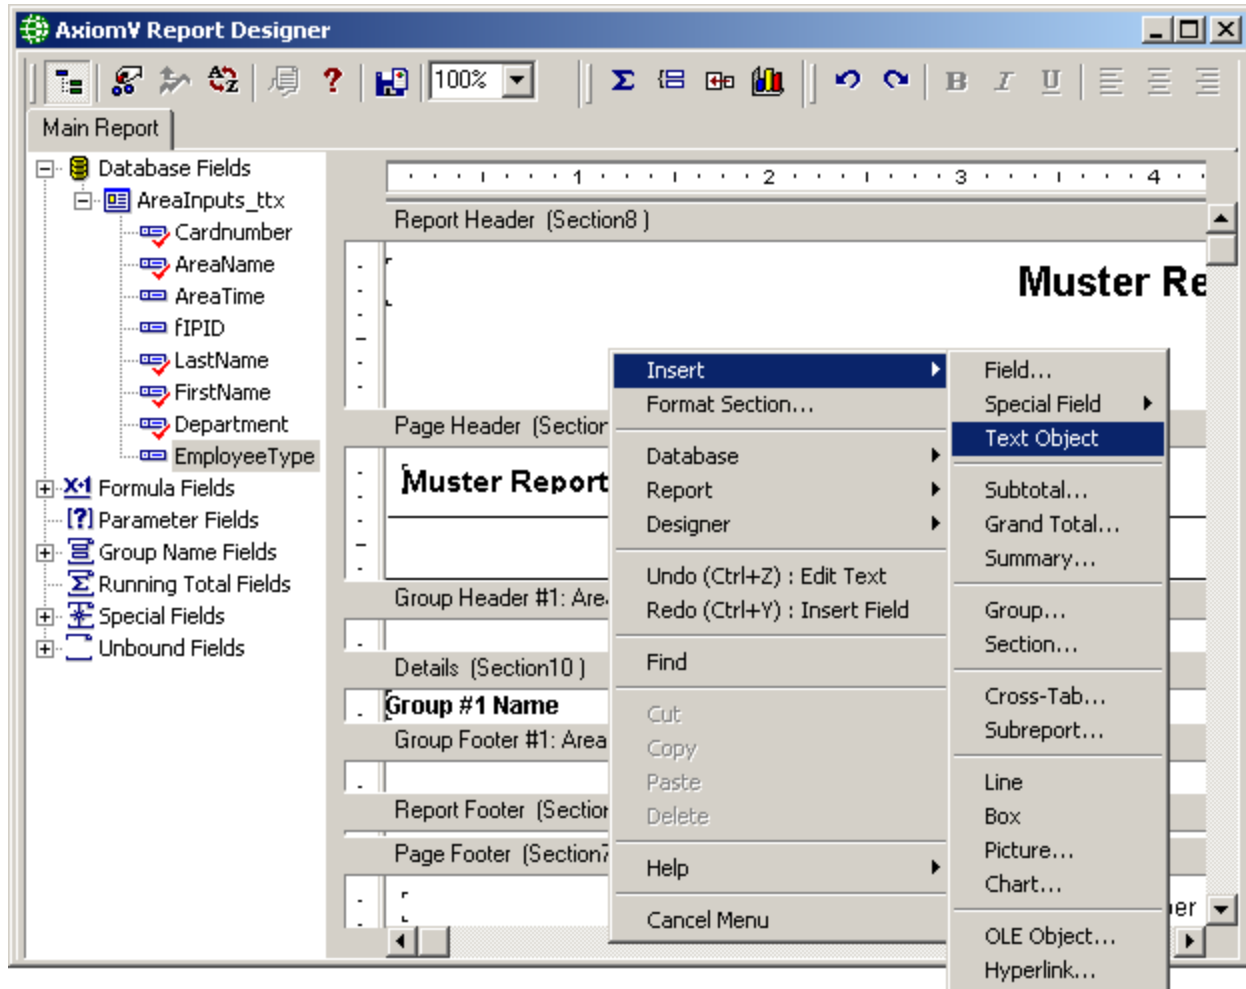 AxiomV Report Designer
100%
Main Report
Database Fields
AreaInputs_ttx
Cardnumber
AreaName
AreaTime
fIPID
LastName
FirstName
Department
EmployeeType
Formula Fields
Parameter Fields
Group Name Fields
Running Total Fields
Special Fields
Unbound Fields
1 2 3 4
Report Header (Section8 )
Muster Re
Page Header (Section
Muster Report
Group Header #1: Are
Details (Section10 )
Group #1 Name
Group Footer #1: Area
Report Footer (Section
Page Footer (Section7
Insert
Format Section...
Database
Report
Designer
Undo (Ctrl+Z) : Edit Text
Redo (Ctrl+Y) : Insert Field
Find
Cut
Copy
Paste
Delete
Help
Cancel Menu
Field...
Special Field
Text Object
Subtotal...
Grand Total...
Summary...
Group...
Section...
Cross-Tab...
Subreport...
Line
Box
Picture...
Chart...
OLE Object...
Hyperlink...